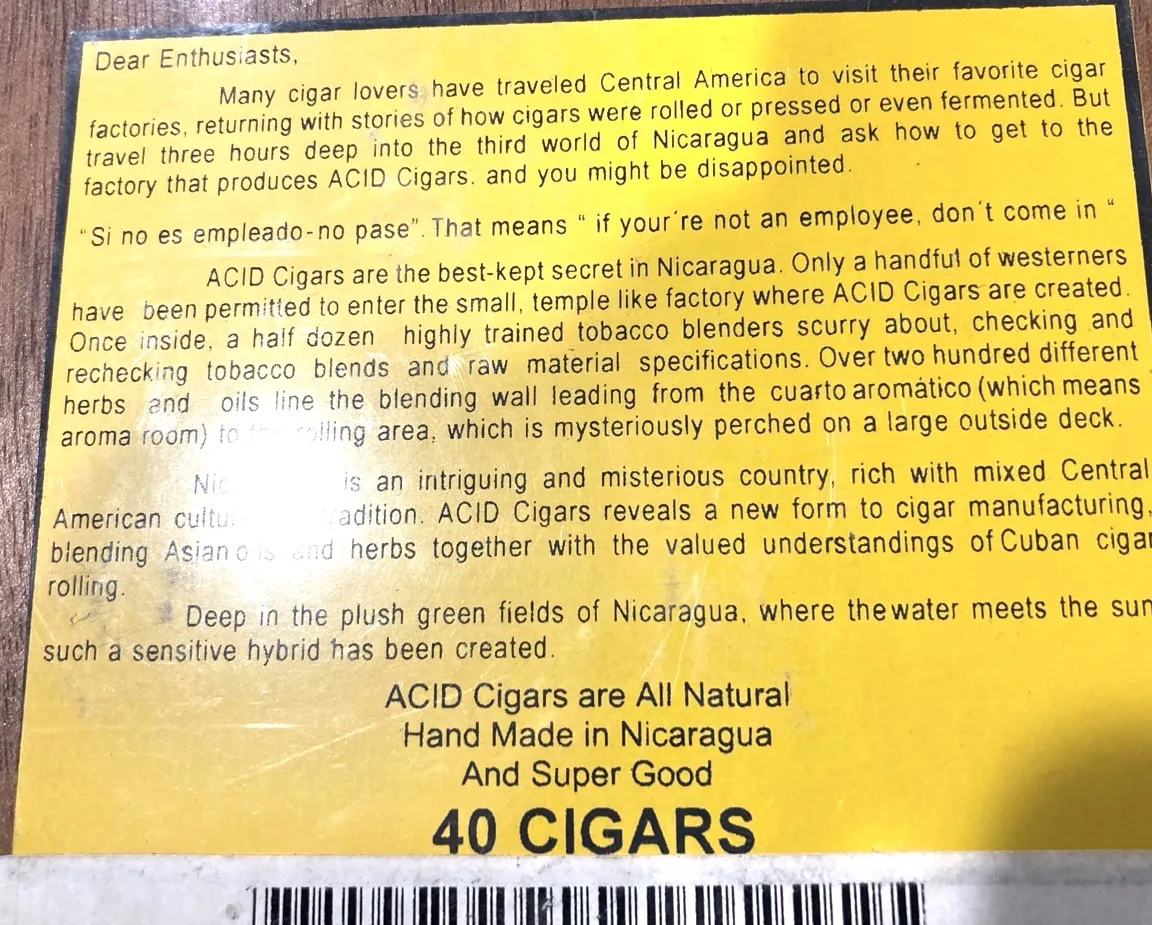 Dear Enthusiasts,
Many cigar lovers have traveled Central America to visit their favorite cigar
factories, returning with stories of how cigars were rolled or pressed or even fermented. But
travel three hours deep into the third world of Nicaragua and ask how to get to the
factory that produces ACID Cigars. and you might be disappointed.
“Si no es empleado-no pase”. That means “ if your're not an employee, don't come in “
ACID Cigars are the best-kept secret in Nicaragua. Only a handful of westerners
have been permitted to enter the small, temple like factory where ACID Cigars are created.
Once inside, a half dozen highly trained tobacco blenders scurry about, checking and
rechecking tobacco blends and raw material specifications. Over two hundred different
herbs and oils line the blending wall leading from the cuarto aromático (which means
aroma room) to the rolling area, which is mysteriously perched on a large outside deck.
is an intriguing and misterious country, rich with mixed Central
American ACID Cigars reveals a new form to cigar manufacturing,
blending Asian and herbs together with the valued understandings of Cuban cigar
rolling.
Deep in the plush green fields of Nicaragua, where the water meets the sun
such a sensitive hybrid has been created.
ACID Cigars are All Natural
Hand Made in Nicaragua
And Super Good
40 CIGARS